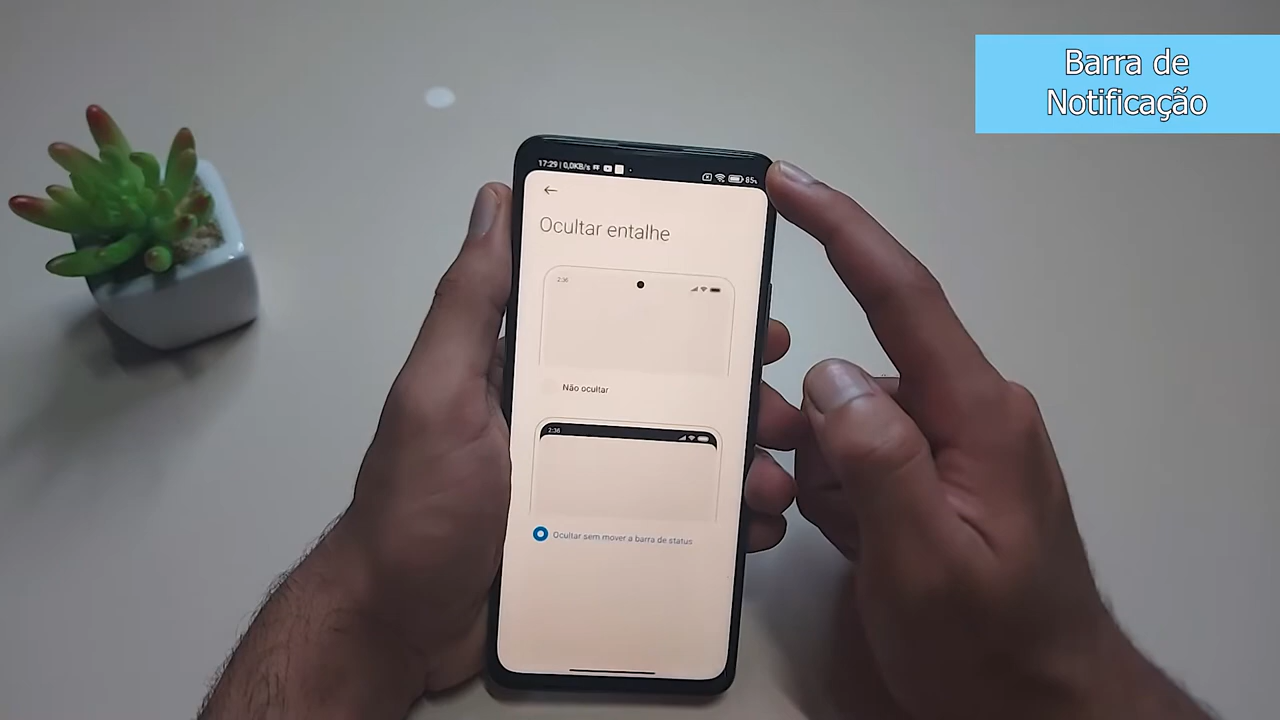 Barra de
Notificação
17:29 | 0,0KB/s
85%
Ocultar entalhe
2:36
Não ocultar
2:36
Ocultar sem mover a barra de status